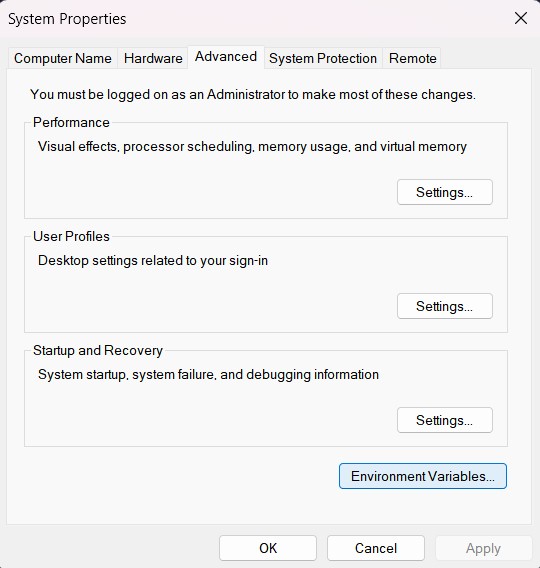 System Properties
Computer Name
Hardware
Advanced
System Protection
Remote
You must be logged on as an Administrator to make most of these changes.
Performance
Visual effects, processor scheduling, memory usage, and virtual memory
Settings...
User Profiles
Desktop settings related to your sign-in
Settings...
Startup and Recovery
System startup, system failure, and debugging information
Settings...
Environment Variables...
OK
Cancel
Apply